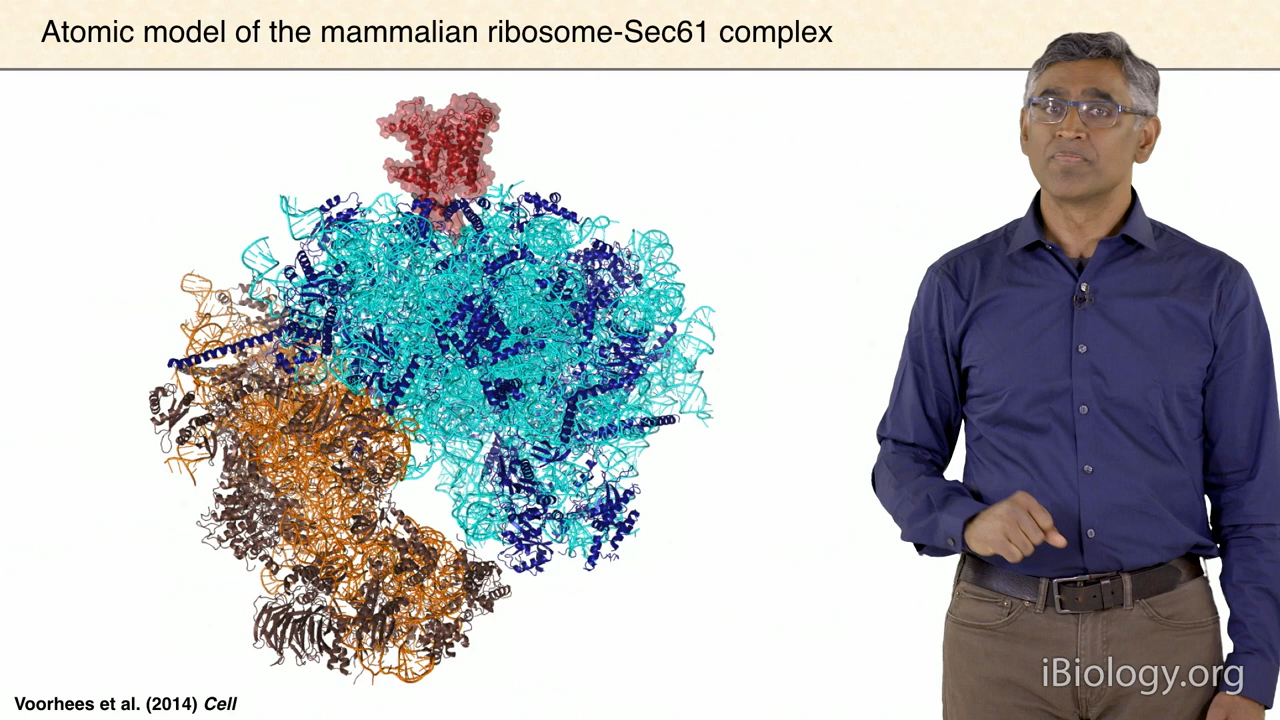 Atomic model of the mammalian ribosome-Sec61 complex
iBiology.org
Voorhees et al. (2014) Cell